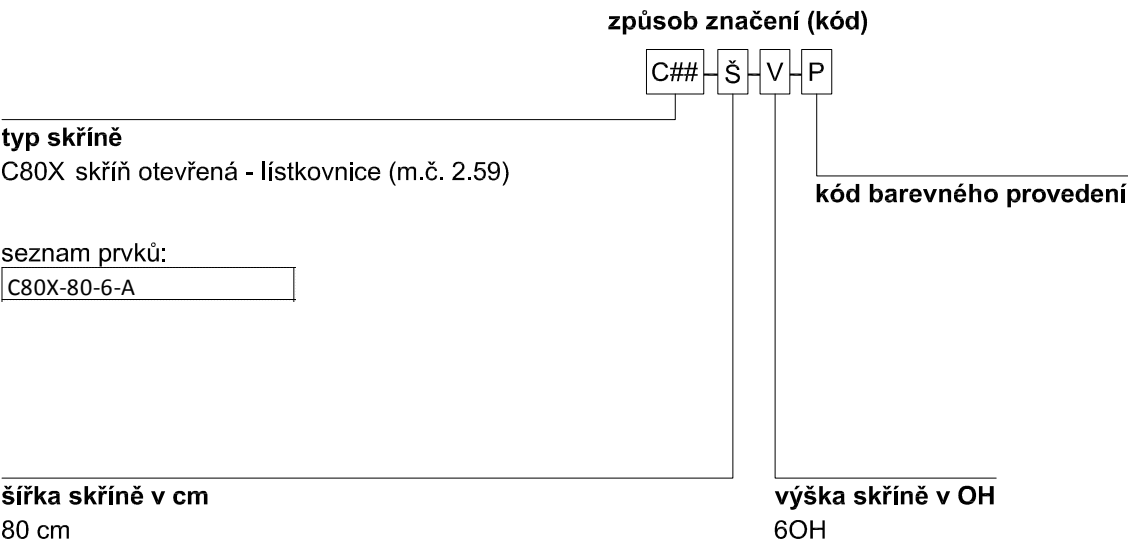 způsob značení (kód)
C## Š V P
typ skříně
C80X skříň otevřená - lístkovnice (m.č. 2.59)
kód barevného provedení
seznam prvků:
C80X-80-6-A
šířka skříně v cm
výška skříně v OH
80 cm
6OH